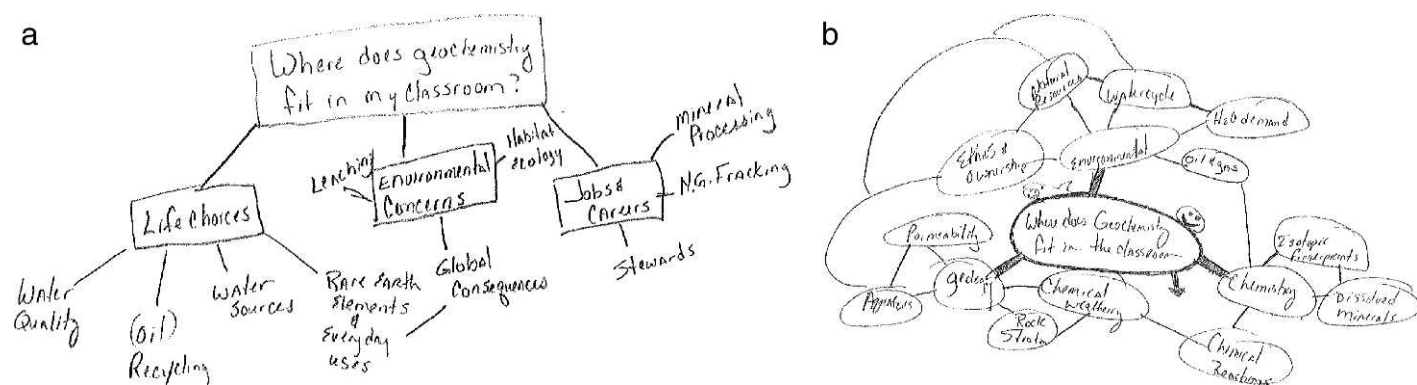 a
Where does geochemistry
fit in my classroom?
Life Choices
Water
Quality
(oil)
Recycling
Water
Sources
Rare Earth
Elements
&
Everyday
uses
Leaching
Environmental
Concerns
Habitat
ecology
Global
Consequences
Jobs &
Careers
Mineral
Processing
N.G. Fracking
Stewards
b
Natural
Resources
Watercycle
H2O demand
Ethics &
Ownership
Environmental
oil & gas
Where does Geochemistry
fit in the classroom
Permeability
Aquifers
geology
Chemical
Weathering
Rock
Strata
Chemistry
Isotopic
fingerprints
Dissolved
Minerals
Chemical
Reactions